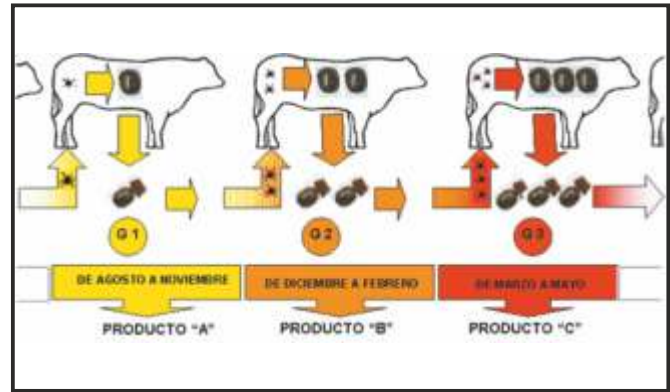 G 1
G 2
G 3
DE AGOSTO A NOVIEMBRE
DE DICIEMBRE A FEBRERO
DE MARZO A MAYO
PRODUCTO “A”
PRODUCTO “B”
PRODUCTO “C”